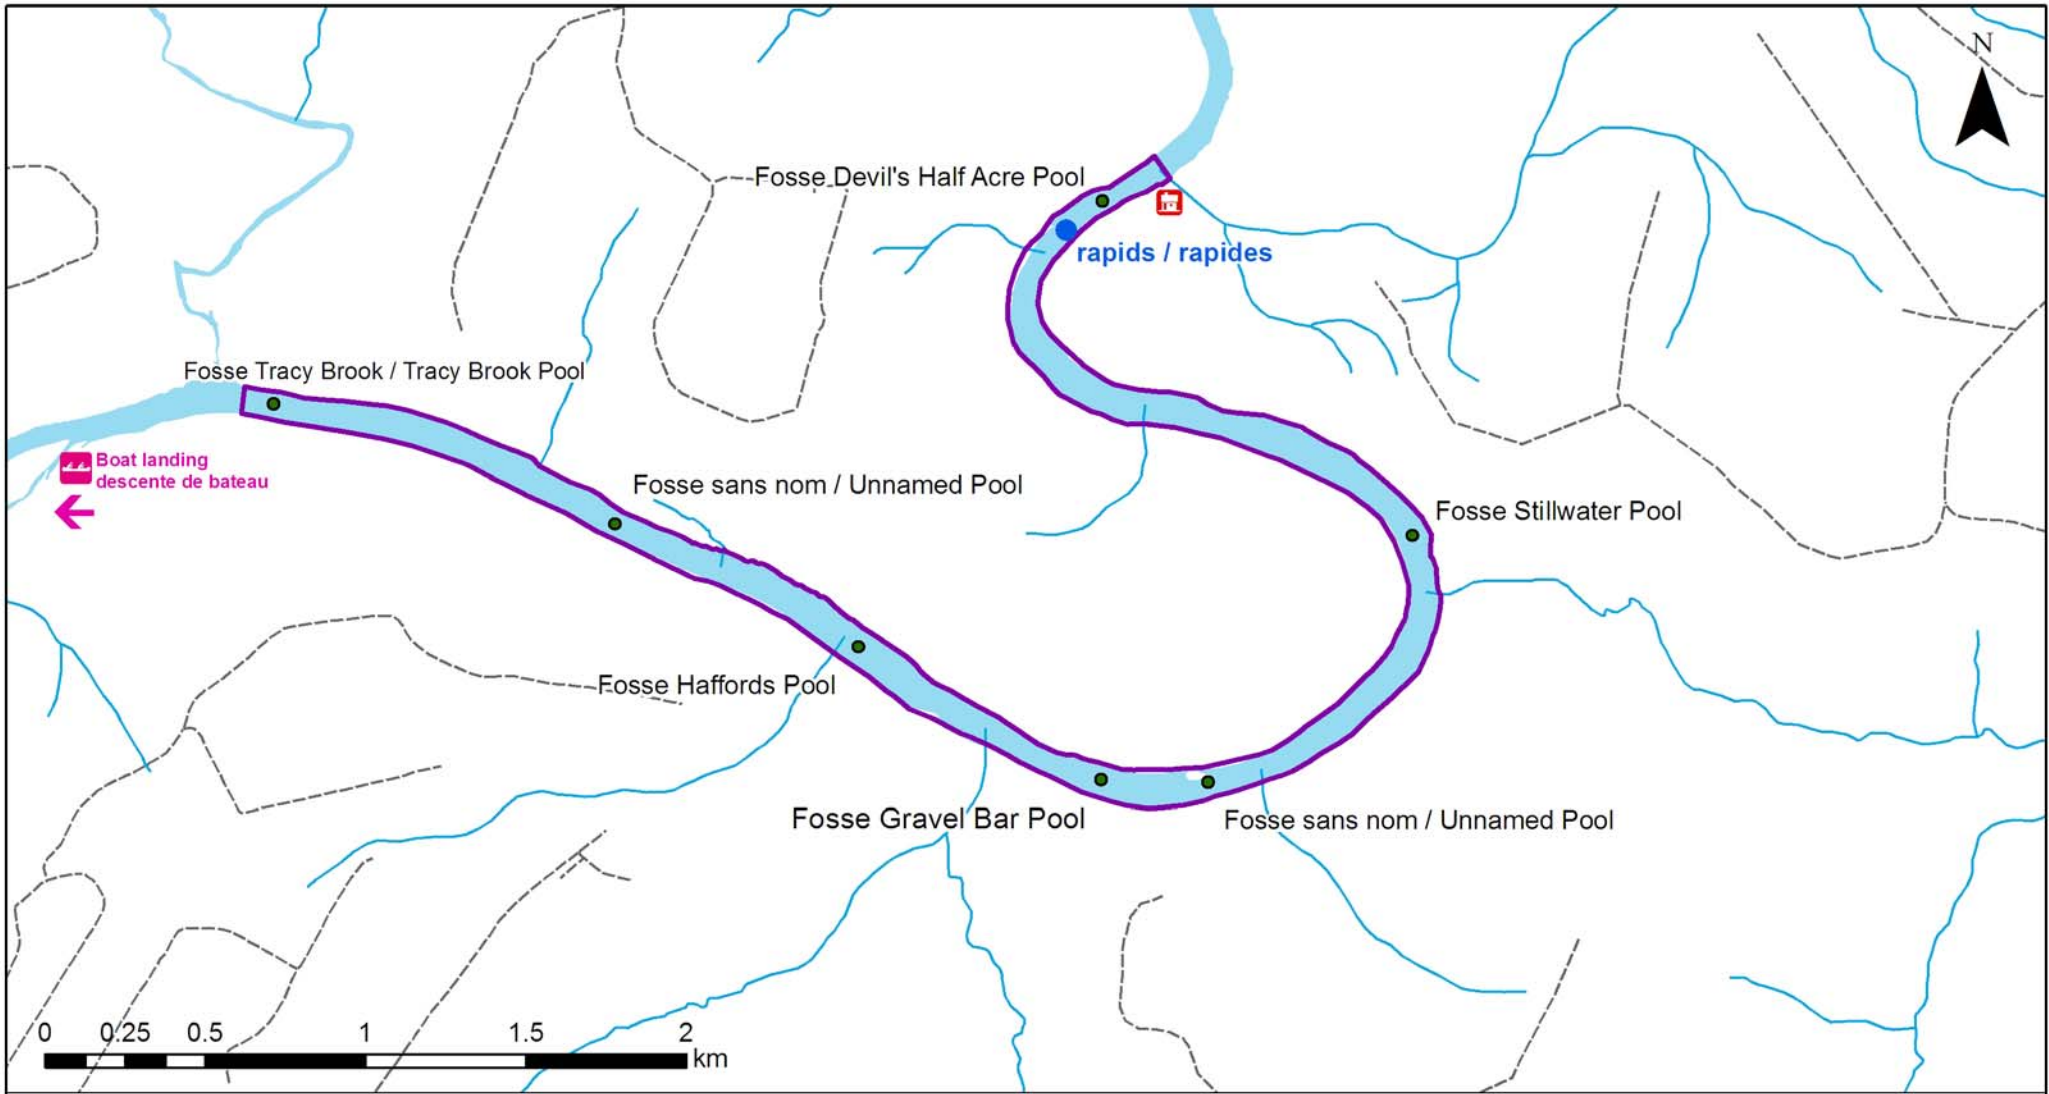 N
Fosse Devil's Half Acre Pool
rapids / rapides
Fosse Tracy Brook / Tracy Brook Pool
Boat landing
descente de bateau
Fosse sans nom / Unnamed Pool
Fosse Stillwater Pool
Fosse Haffords Pool
Fosse Gravel Bar Pool
Fosse sans nom / Unnamed Pool
0 0.25 0.5 1 1.5 2
km